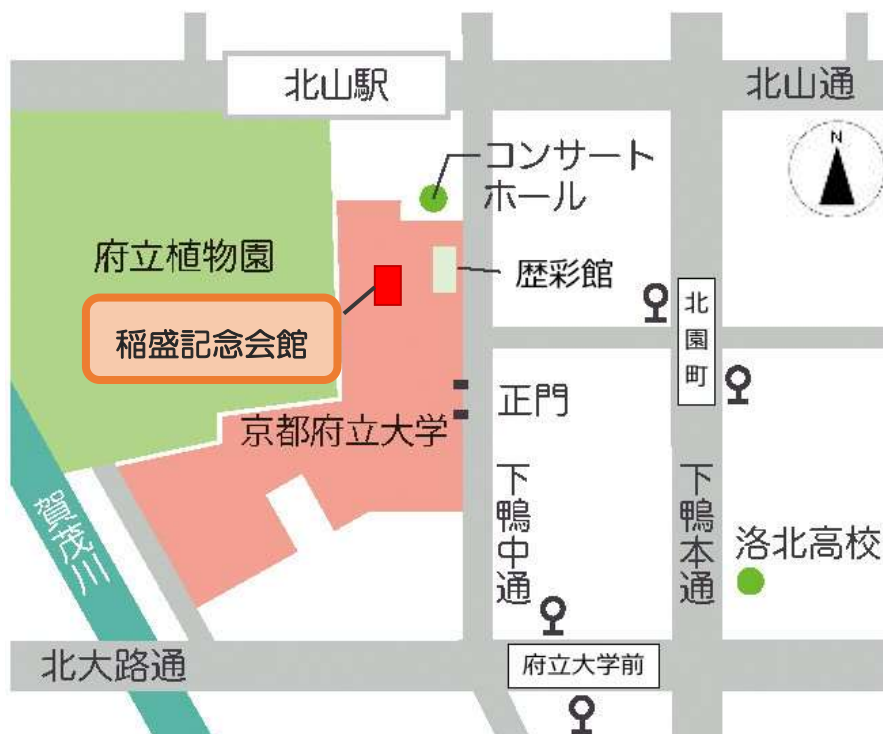 北山駅
北山通
N
コンサート
ホール
府立植物園
歴彩館
稲盛記念会館
北園町
正門
京都府立大学
賀茂川
下鴨中通
下鴨本通
洛北高校
北大路通
府立大学前